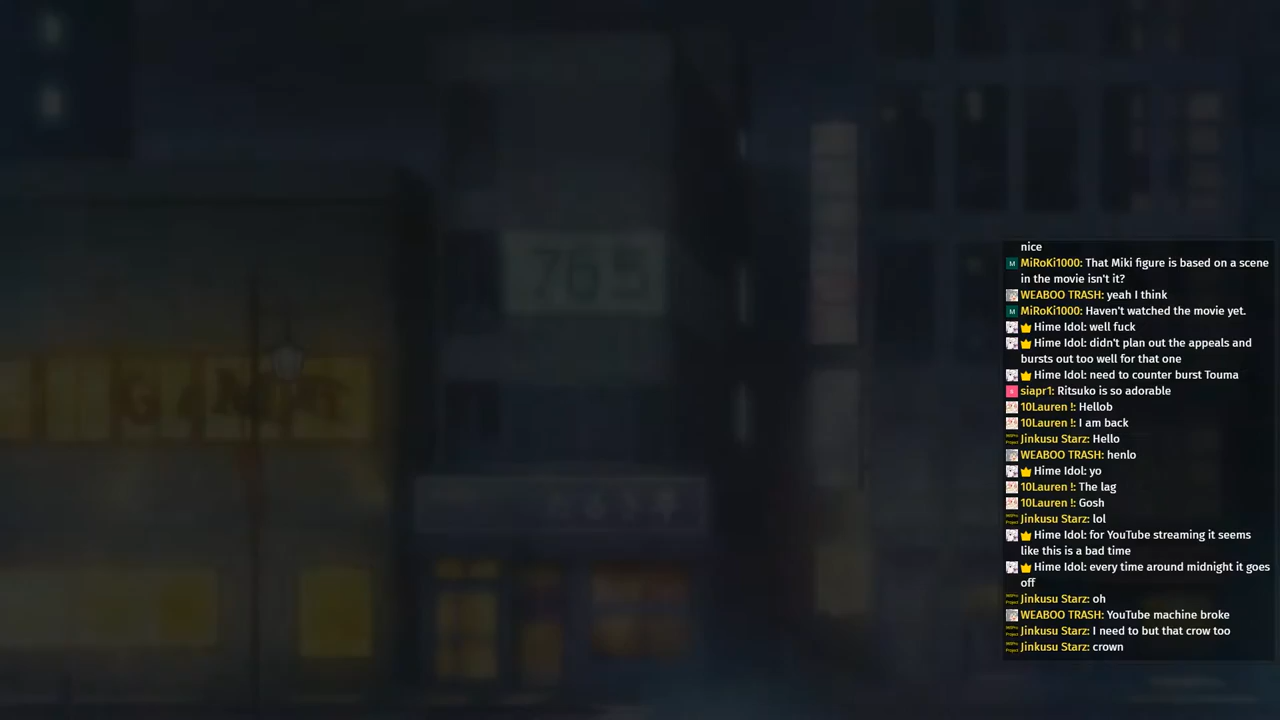 765
nice
MiRoKi1000: That Miki figure is based on a scene
in the movie isn't it?
WEABOO TRASH: yeah I think
MiRoKi1000: Haven't watched the movie yet.
Hime Idol: well fuck
Hime Idol: didn't plan out the appeals and
bursts out too well for that one
Hime Idol: need to counter burst Touma
siapr1: Ritsuko is so adorable
10Lauren !: Hellob
10Lauren !: I am back
Jinkusu Starz: Hello
WEABOO TRASH: henlo
Hime Idol: yo
10Lauren !: The lag
10Lauren !: Gosh
Jinkusu Starz: lol
Hime Idol: for YouTube streaming it seems
like this is a bad time
Hime Idol: every time around midnight it goes
off
Jinkusu Starz: oh
WEABOO TRASH: YouTube machine broke
Jinkusu Starz: I need to but that crow too
Jinkusu Starz: crown